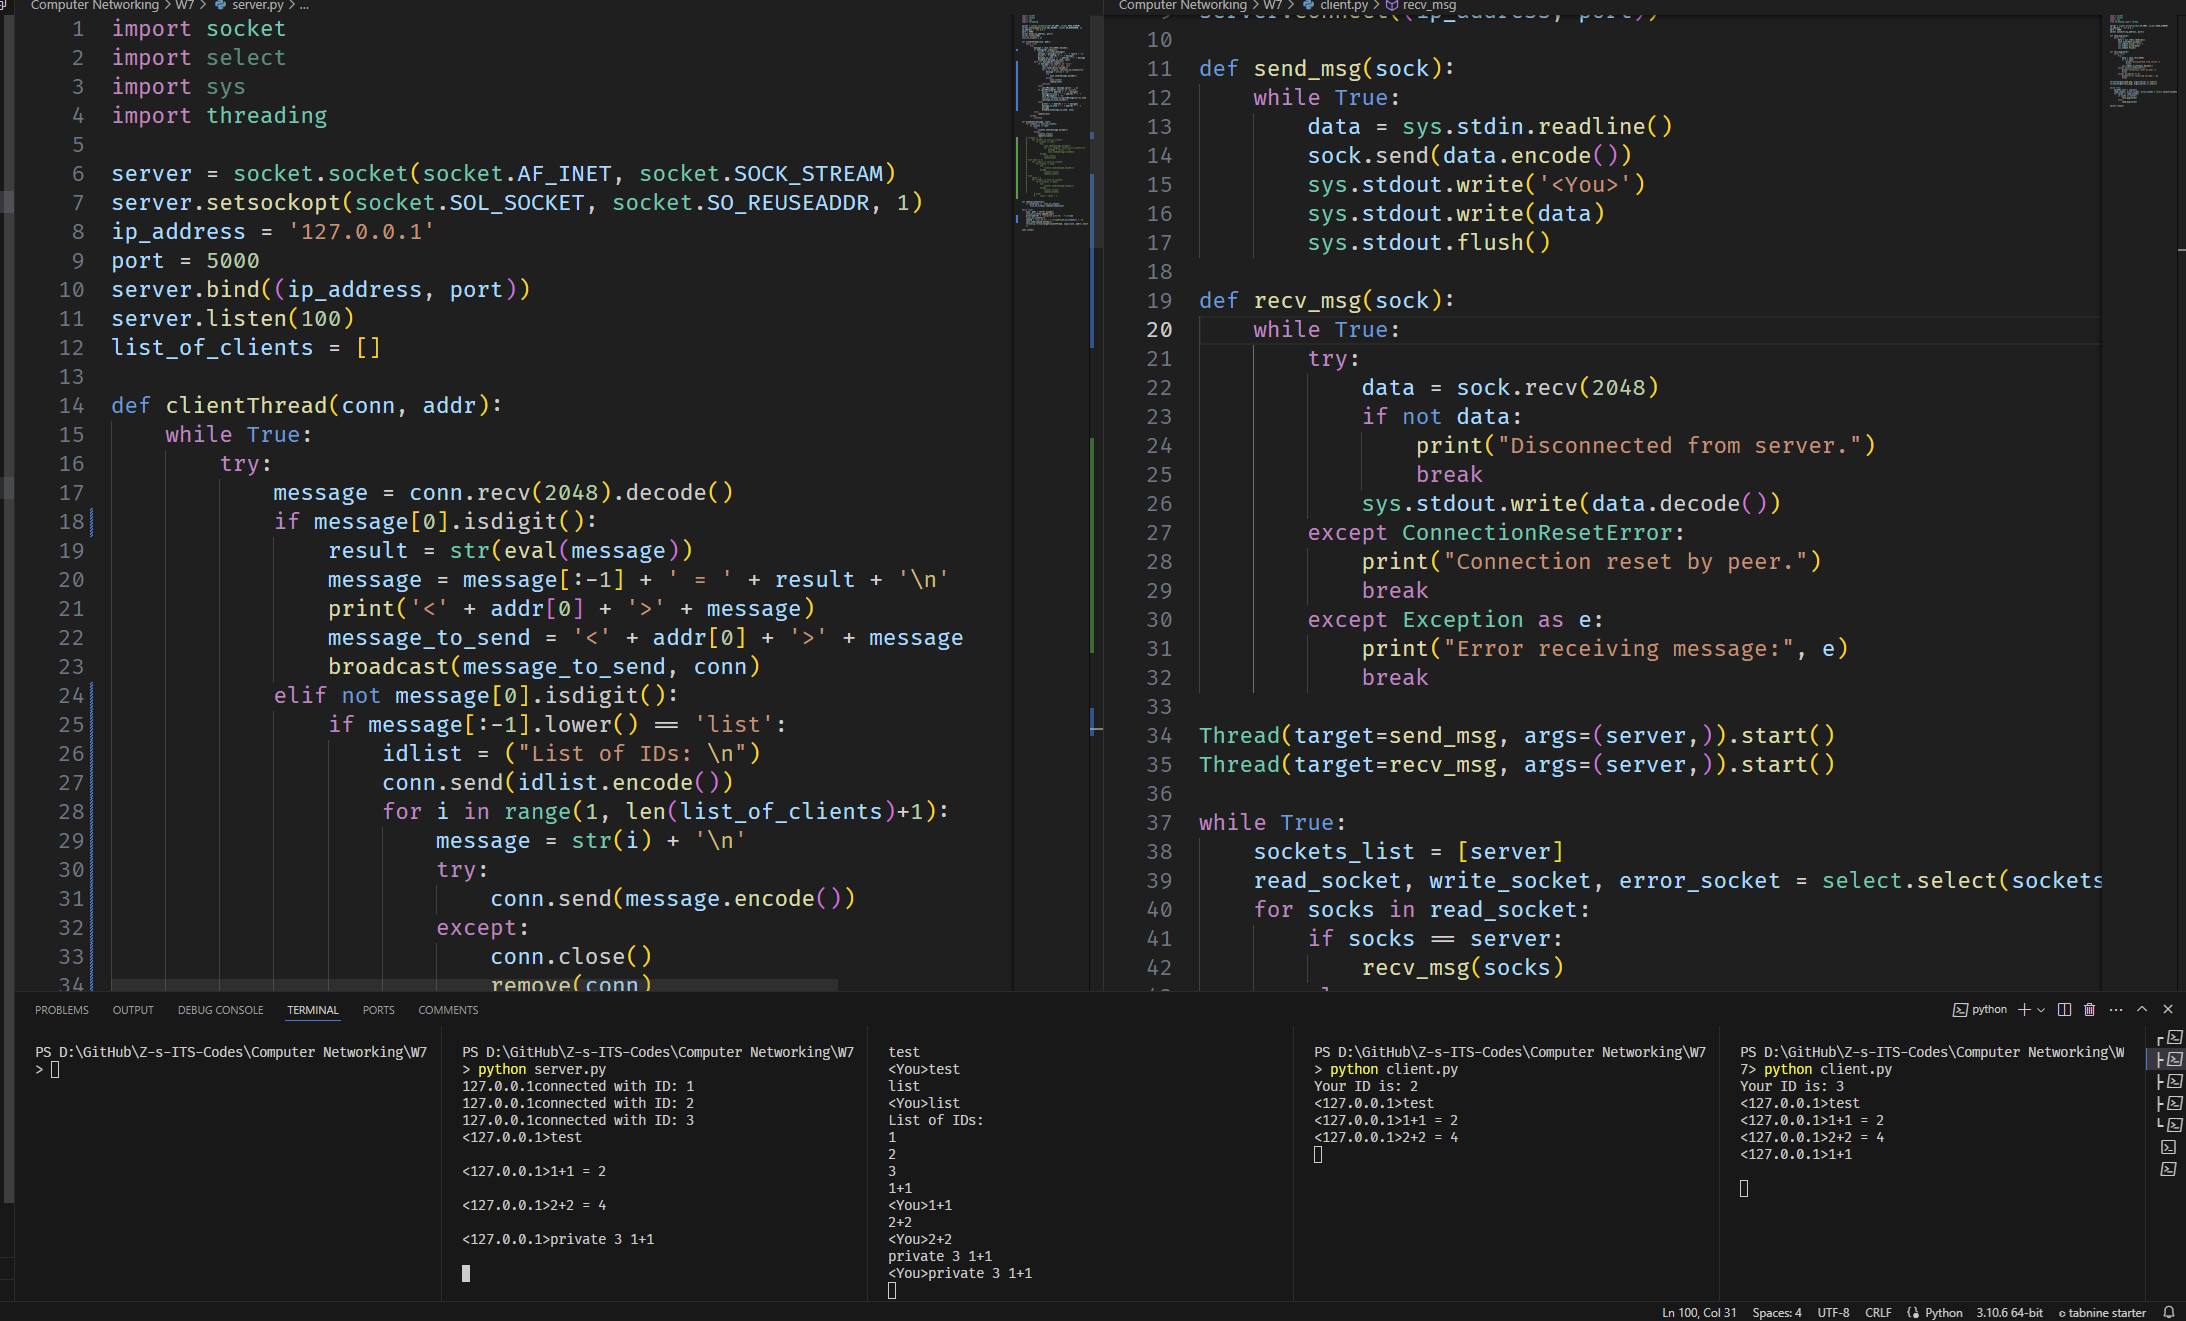 Computer Networking > W7 > server.py > ...
1 import socket
2 import select
3 import sys
4 import threading
5
6 server = socket.socket(socket.AF_INET, socket.SOCK_STREAM)
7 server.setsockopt(socket.SOL_SOCKET, socket.SO_REUSEADDR, 1)
8 ip_address = '127.0.0.1'
9 port = 5000
10 server.bind((ip_address, port))
11 server.listen(100)
12 list_of_clients = []
13
14 def clientThread(conn, addr):
15 while True:
16 try:
17 message = conn.recv(2048).decode()
18 if message[0].isdigit():
19 result = str(eval(message))
20 message = message[:-1] + ' = ' + result + '\n'
21 print('<' + addr[0] + '>' + message)
22 message_to_send = '<' + addr[0] + '>' + message
23 broadcast(message_to_send, conn)
24 elif not message[0].isdigit():
25 if message[:-1].lower() == 'list':
26 idlist = ("List of IDs: \n")
27 conn.send(idlist.encode())
28 for i in range(1, len(list_of_clients)+1):
29 message = str(i) + '\n'
30 try:
31 conn.send(message.encode())
32 except:
33 conn.close()
34 remove(conn)
Computer Networking > W7 > client.py > recv_msg
9 server.connect((ip_address, port))
10
11 def send_msg(sock):
12 while True:
13 data = sys.stdin.readline()
14 sock.send(data.encode())
15 sys.stdout.write('<You>')
16 sys.stdout.write(data)
17 sys.stdout.flush()
18
19 def recv_msg(sock):
20 while True:
21 try:
22 data = sock.recv(2048)
23 if not data:
24 print("Disconnected from server.")
25 break
26 sys.stdout.write(data.decode())
27 except ConnectionResetError:
28 print("Connection reset by peer.")
29 break
30 except Exception as e:
31 print("Error receiving message:", e)
32 break
33
34 Thread(target=send_msg, args=(server,)).start()
35 Thread(target=recv_msg, args=(server,)).start()
36
37 while True:
38 sockets_list = [server]
39 read_socket, write_socket, error_socket = select.select(sockets
40 for socks in read_socket:
41 if socks == server:
42 recv_msg(socks)
PROBLEMS OUTPUT DEBUG CONSOLE TERMINAL PORTS COMMENTS
python
PS D:\GitHub\Z-s-ITS-Codes\Computer Networking\W7
>
PS D:\GitHub\Z-s-ITS-Codes\Computer Networking\W7
> python server.py
127.0.0.1connected with ID: 1
127.0.0.1connected with ID: 2
127.0.0.1connected with ID: 3
<127.0.0.1>test
<127.0.0.1>1+1 = 2
<127.0.0.1>2+2 = 4
<127.0.0.1>private 3 1+1
test
<You>test
list
<You>list
List of IDs:
1
2
3
1+1
<You>1+1
2+2
<You>2+2
private 3 1+1
<You>private 3 1+1
PS D:\GitHub\Z-s-ITS-Codes\Computer Networking\W7
> python client.py
Your ID is: 2
<127.0.0.1>test
<127.0.0.1>1+1 = 2
<127.0.0.1>2+2 = 4
PS D:\GitHub\Z-s-ITS-Codes\Computer Networking\W
7> python client.py
Your ID is: 3
<127.0.0.1>test
<127.0.0.1>1+1 = 2
<127.0.0.1>2+2 = 4
<127.0.0.1>1+1
Ln 100, Col 31 Spaces: 4 UTF-8 CRLF Python 3.10.6 64-bit tabnine starter